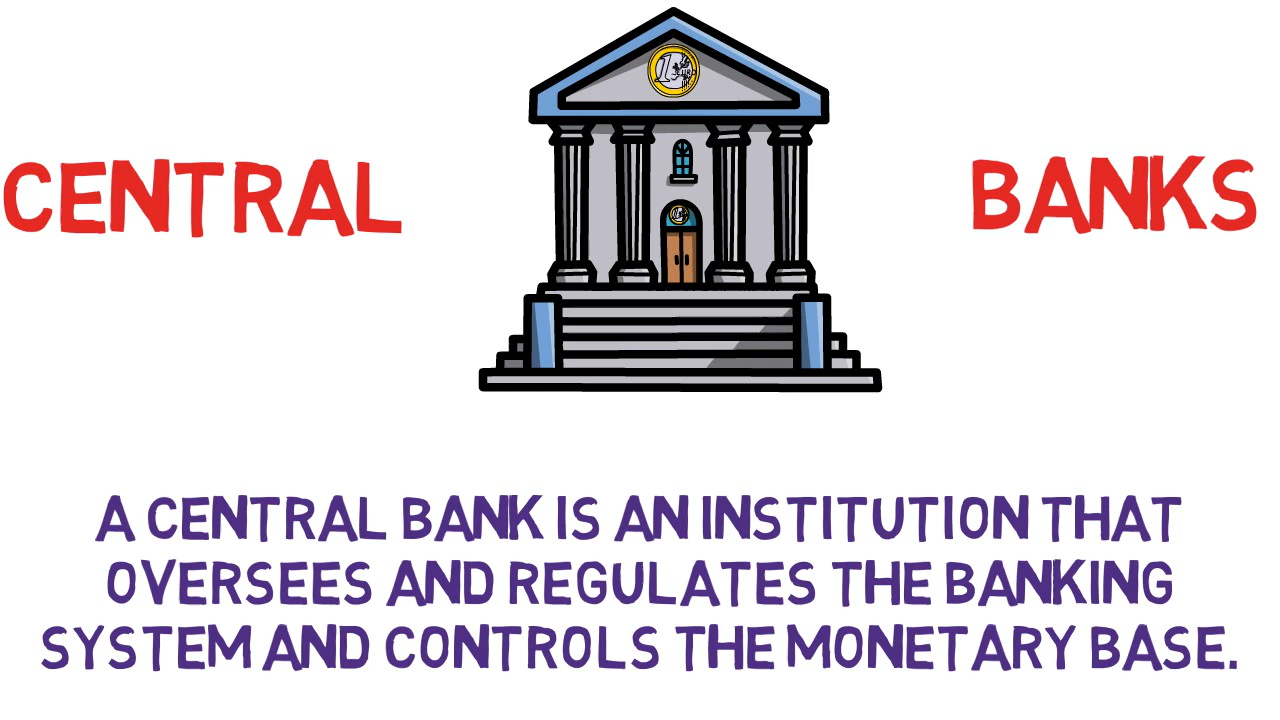 CENTRAL BANKS
A CENTRAL BANK IS AN INSTITUTION THAT
OVERSEES AND REGULATES THE BANKING
SYSTEM AND CONTROLS THE MONETARY BASE.